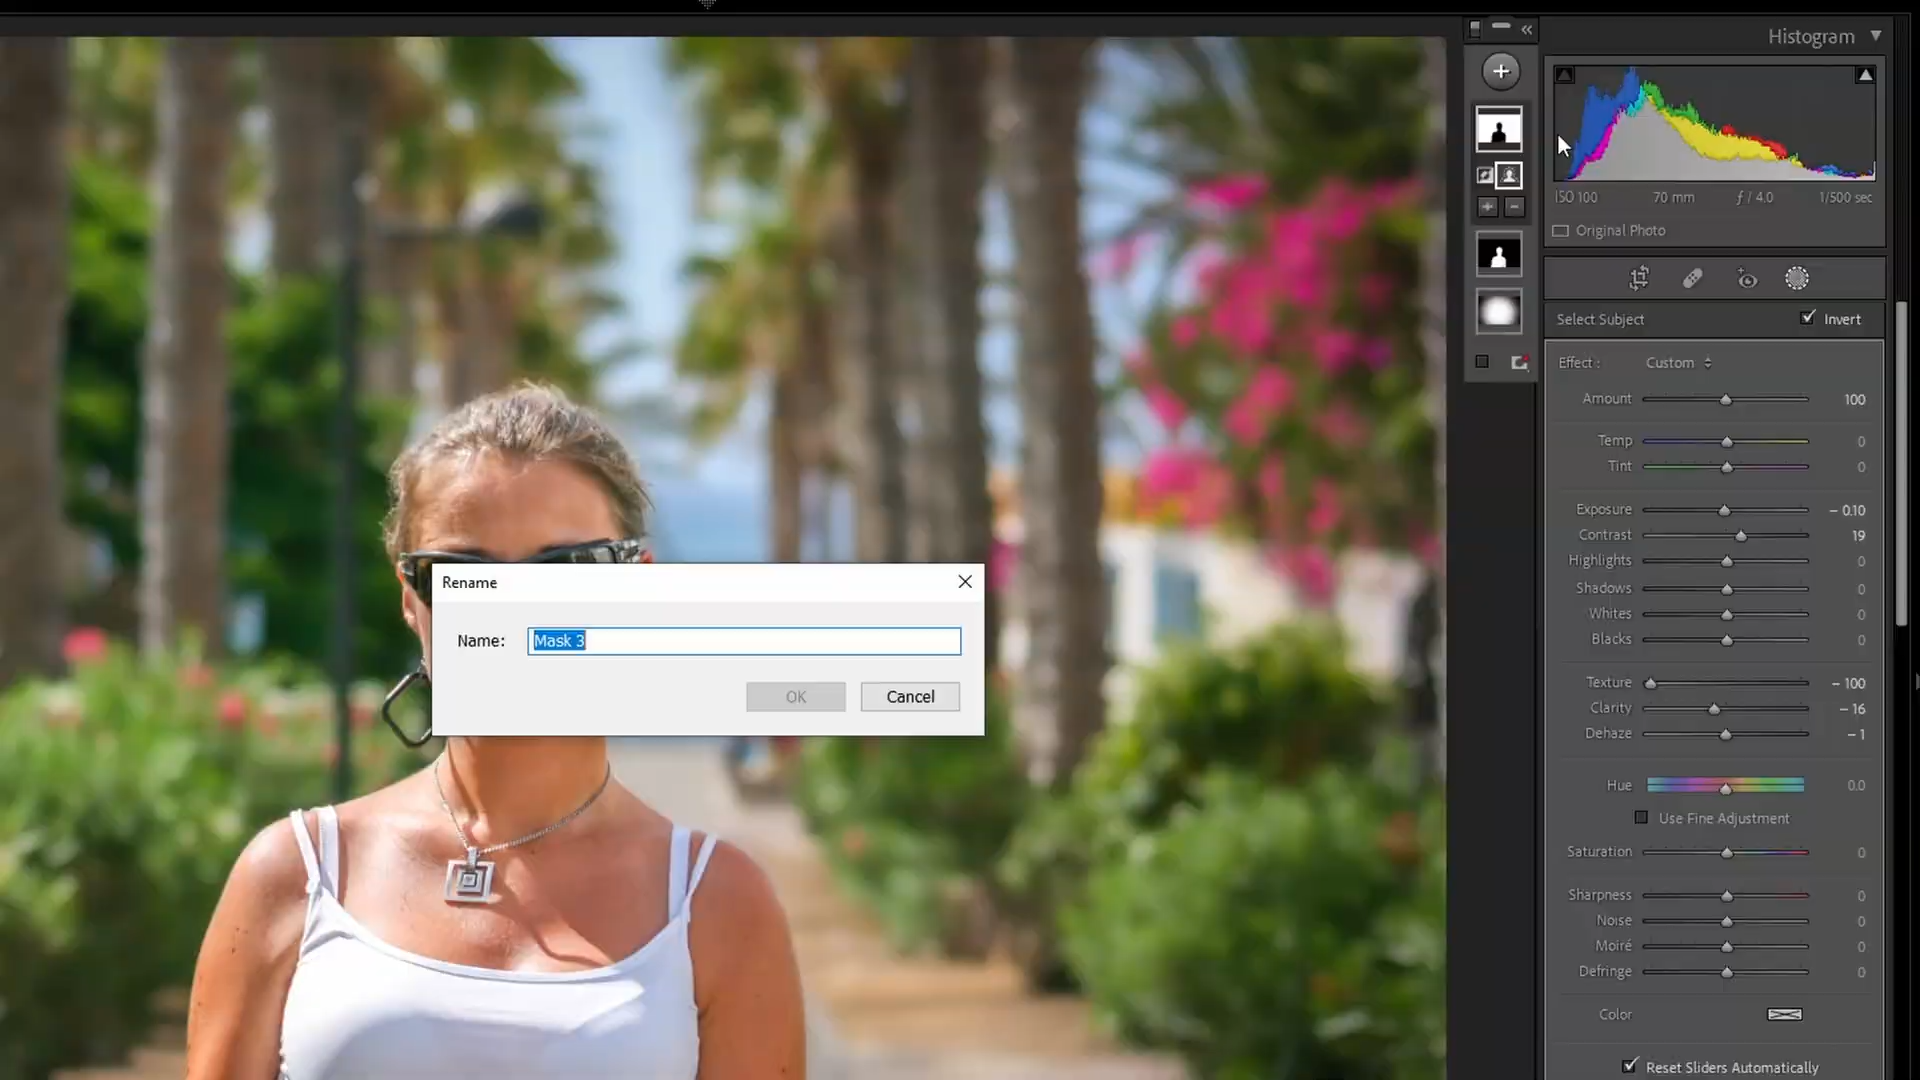 Histogram
ISO 100 70 mm ƒ / 4.0 1/500 sec
Original Photo
Select Subject Invert
Effect : Custom
Amount 100
Temp 0
Tint 0
Exposure – 0.10
Contrast 19
Highlights 0
Shadows 0
Whites 0
Blacks 0
Texture – 100
Clarity – 16
Dehaze – 1
Hue 0.0
Use Fine Adjustment
Saturation 0
Sharpness 0
Noise 0
Moiré 0
Defringe 0
Color
Reset Sliders Automatically
Rename
Name: Mask 3
OK Cancel